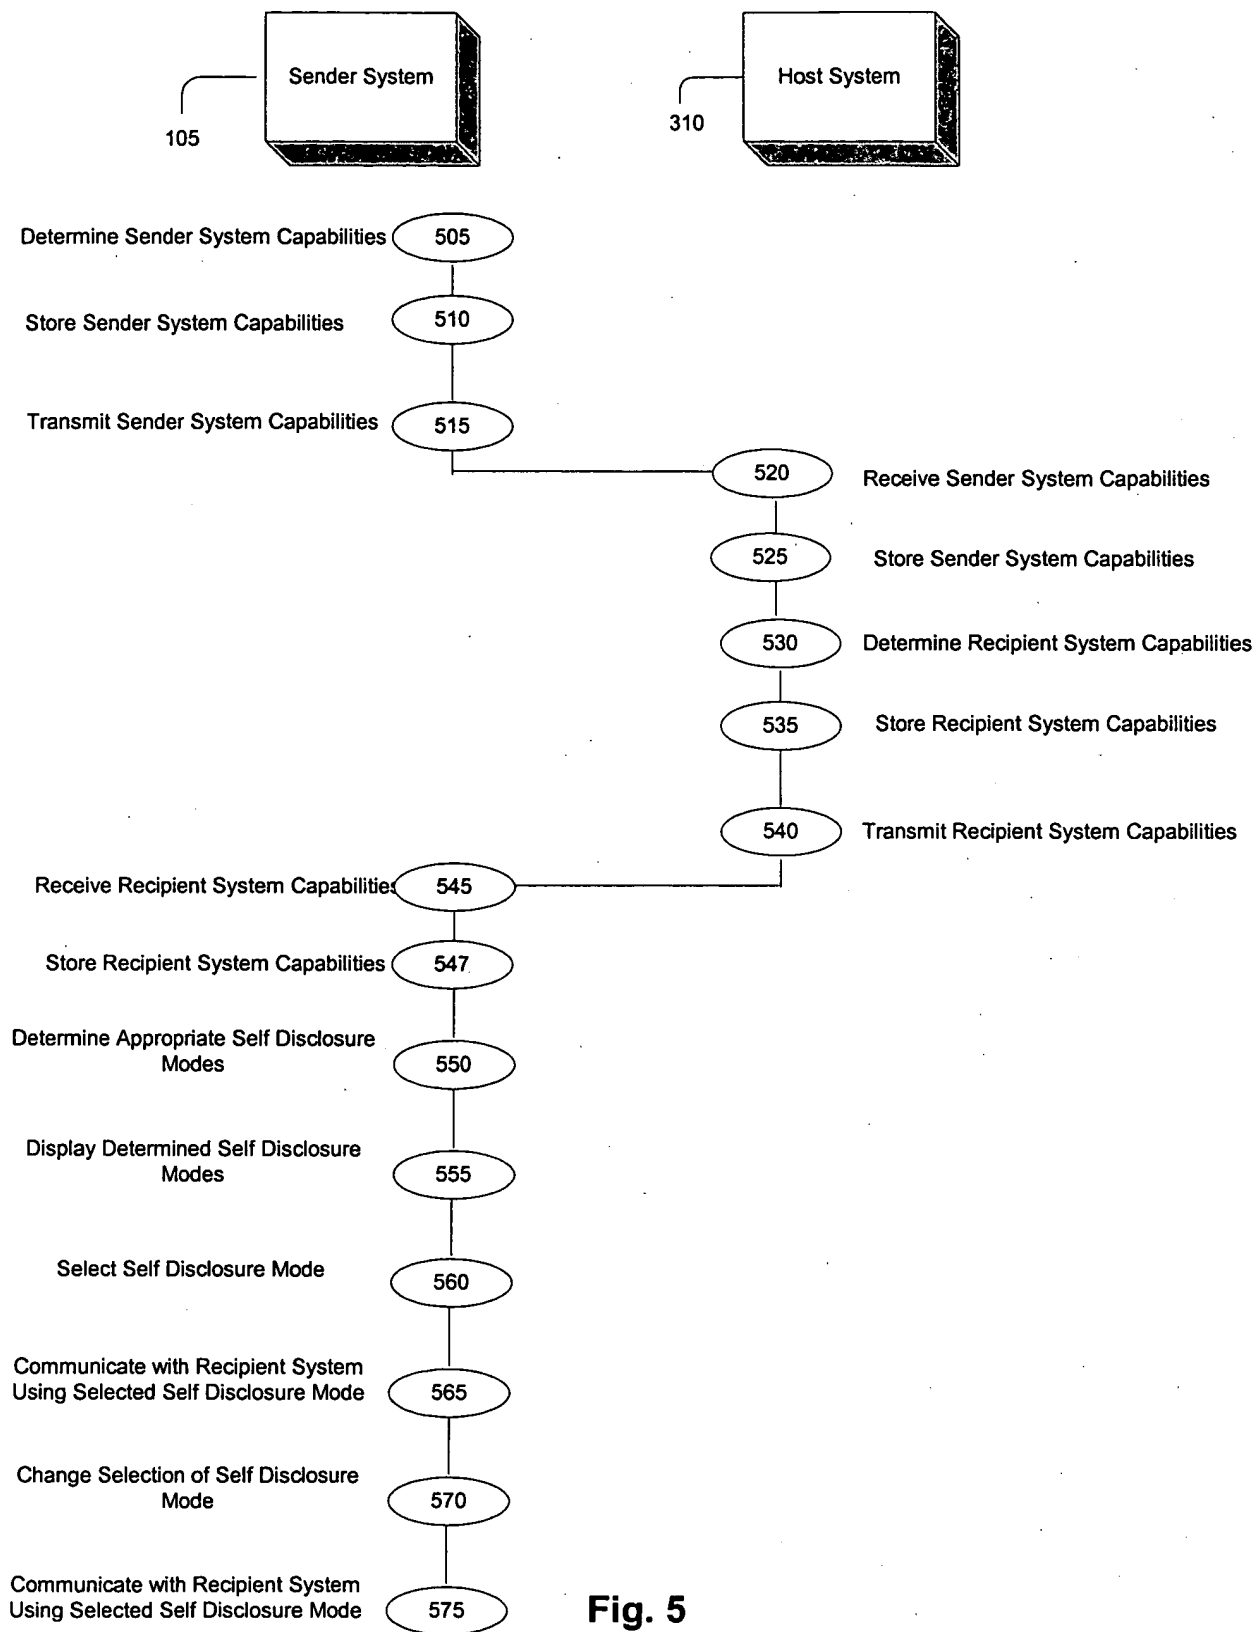 Sender System
Host System
105
310
Determine Sender System Capabilities 505
Store Sender System Capabilities 510
Transmit Sender System Capabilities 515
520 Receive Sender System Capabilities
525 Store Sender System Capabilities
530 Determine Recipient System Capabilities
535 Store Recipient System Capabilities
540 Transmit Recipient System Capabilities
Receive Recipient System Capabilities 545
Store Recipient System Capabilities 547
Determine Appropriate Self Disclosure
Modes
550
Display Determined Self Disclosure
Modes
555
Select Self Disclosure Mode
560
Communicate with Recipient System
Using Selected Self Disclosure Mode
565
Change Selection of Self Disclosure
Mode
570
Communicate with Recipient System
Using Selected Self Disclosure Mode
575
Fig. 5